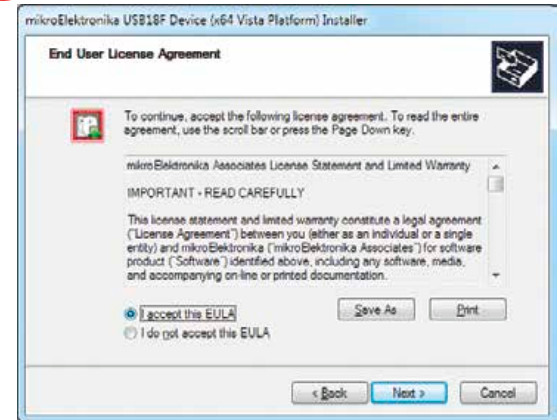 mikroElektronika USB18F Device (x64 Vista Platform) Installer
End User License Agreement
To continue, accept the following license agreement. To read the entire
agreement, use the scroll bar or press the Page Down key.
mikroElektronika Associates License Statement and Limited Warranty
IMPORTANT - READ CAREFULLY
This license statement and limited warranty constitute a legal agreement
("License Agreement") between you (either as an individual or a single
entity) and mikroElektronika ("mikroElektronika Associates") for software
product ("Software") identified above, including any software, media,
and accompanying on-line or printed documentation.
I accept this EULA
Save As
Print
I do not accept this EULA
< Back
Next >
Cancel